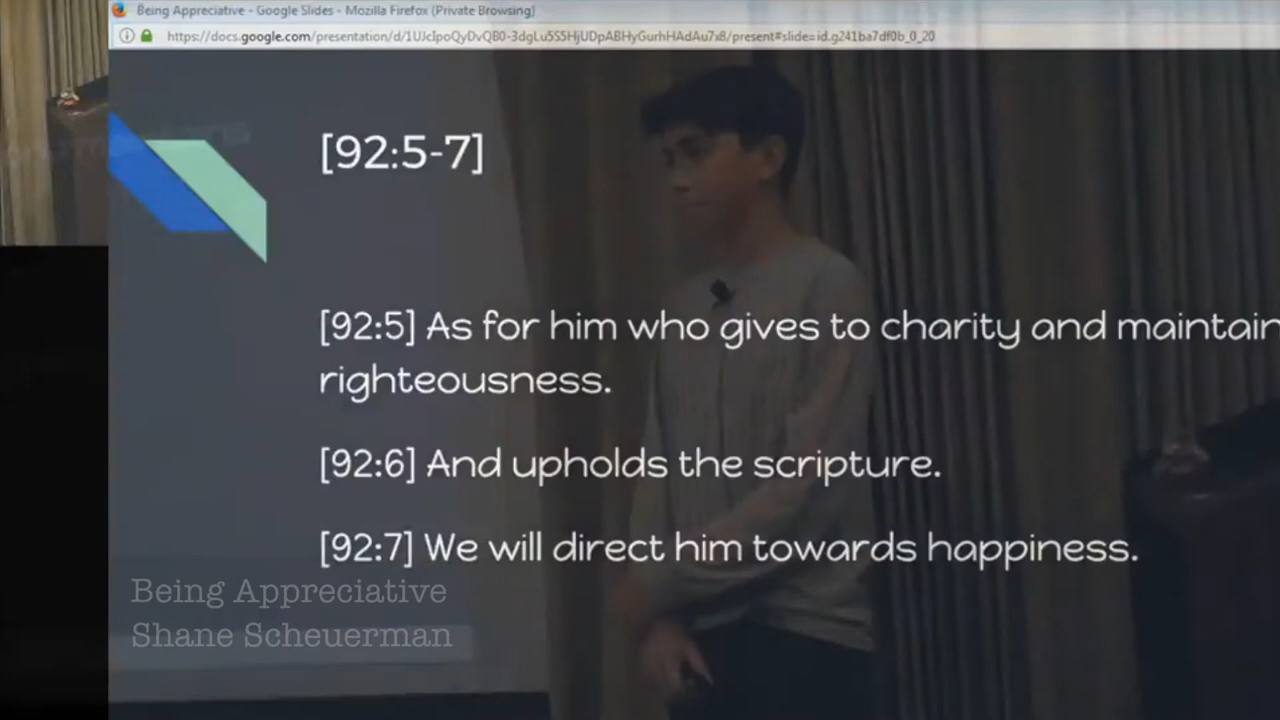 Being Appreciative - Google Slides - Mozilla Firefox (Private Browsing)
https://docs.google.com/presentation/d/1UJcIpoQyDvQB0-3dgLu5S5HjUDpABHyGurhHAdAu7x8/present#slide=id.g241ba7df0b_0_20
[92:5-7]
[92:5] As for him who gives to charity and maintain
righteousness.
[92:6] And upholds the scripture.
[92:7] We will direct him towards happiness.
Being Appreciative
Shane Scheuerman